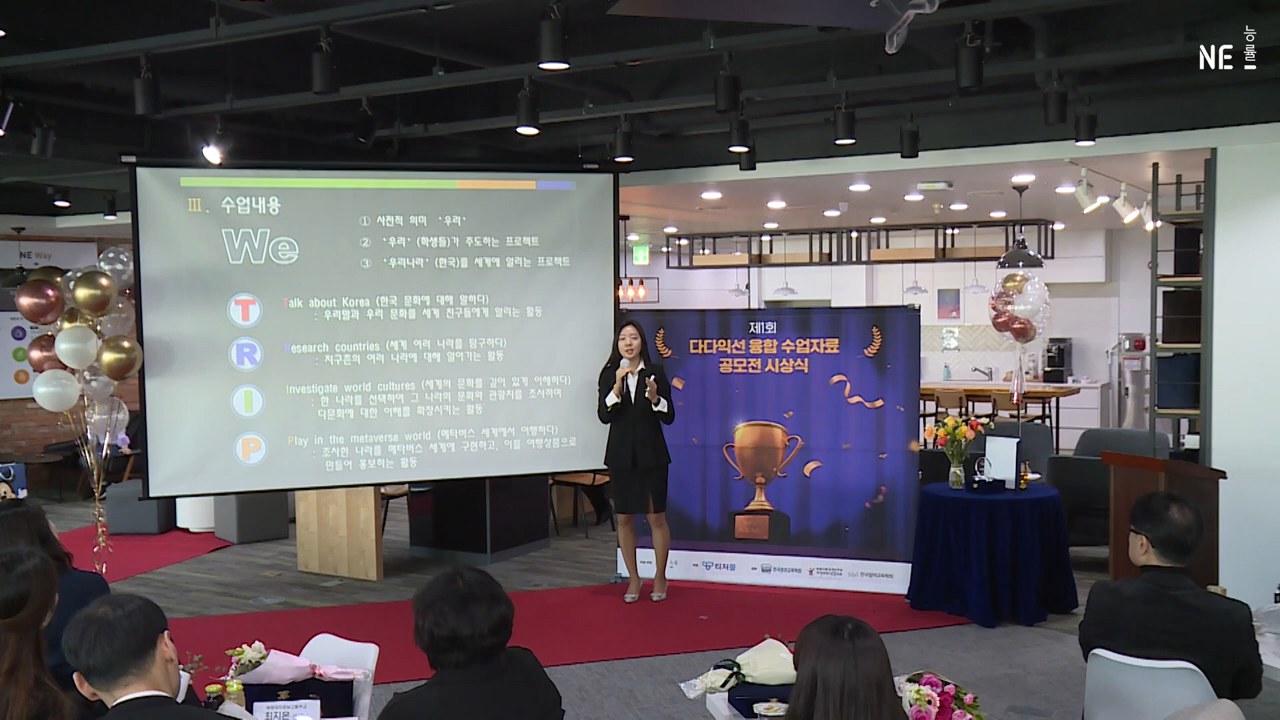 NE 능률
NE Way
Ⅲ. 수업내용
We
① 사전적 의미 '우리'
② '우리' (학생들)가 주도하는 프로젝트
③ '우리나라' (한국)를 세계에 알리는 프로젝트
T
Talk about Korea (한국 문화에 대해 말하다)
: 우리말과 우리 문화를 세계 친구들에게 알리는 활동
R
Research countries (세계 여러 나라를 탐구하다)
: 지구촌의 여러 나라에 대해 알아가는 활동
I
Investigate world cultures (세계의 문화를 깊이 있게 이해하다)
: 한 나라를 선택하여 그 나라의 문화와 관광지를 조사하며
다문화에 대한 이해를 확장시키는 활동
P
Play in the metaverse world (메타버스 세계에서 여행하다)
: 조사한 나라를 메타버스 세계에 구현하고, 이를 여행상품으로
만들어 홍보하는 활동
제1회
다다익선 융합 수업자료
공모전 시상식
티처몰
최지은